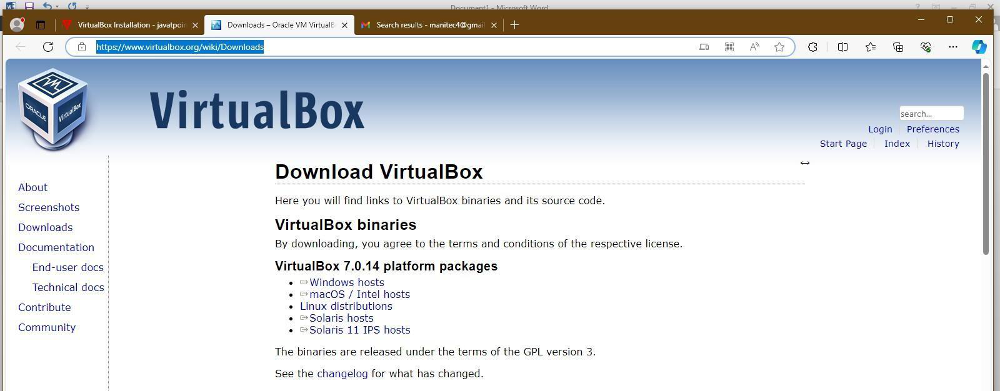 Document1 - Microsoft Word
VirtualBox Installation - javatpoin
Downloads – Oracle VM VirtualB
Search results - manitec4@gmail
https://www.virtualbox.org/wiki/Downloads
ORACLE
VirtualBox
VirtualBox
search...
Login Preferences
Start Page Index History
About
Screenshots
Downloads
Documentation
End-user docs
Technical docs
Contribute
Community
Download VirtualBox
Here you will find links to VirtualBox binaries and its source code.
VirtualBox binaries
By downloading, you agree to the terms and conditions of the respective license.
VirtualBox 7.0.14 platform packages
Windows hosts
macOS / Intel hosts
Linux distributions
Solaris hosts
Solaris 11 IPS hosts
The binaries are released under the terms of the GPL version 3.
See the changelog for what has changed.